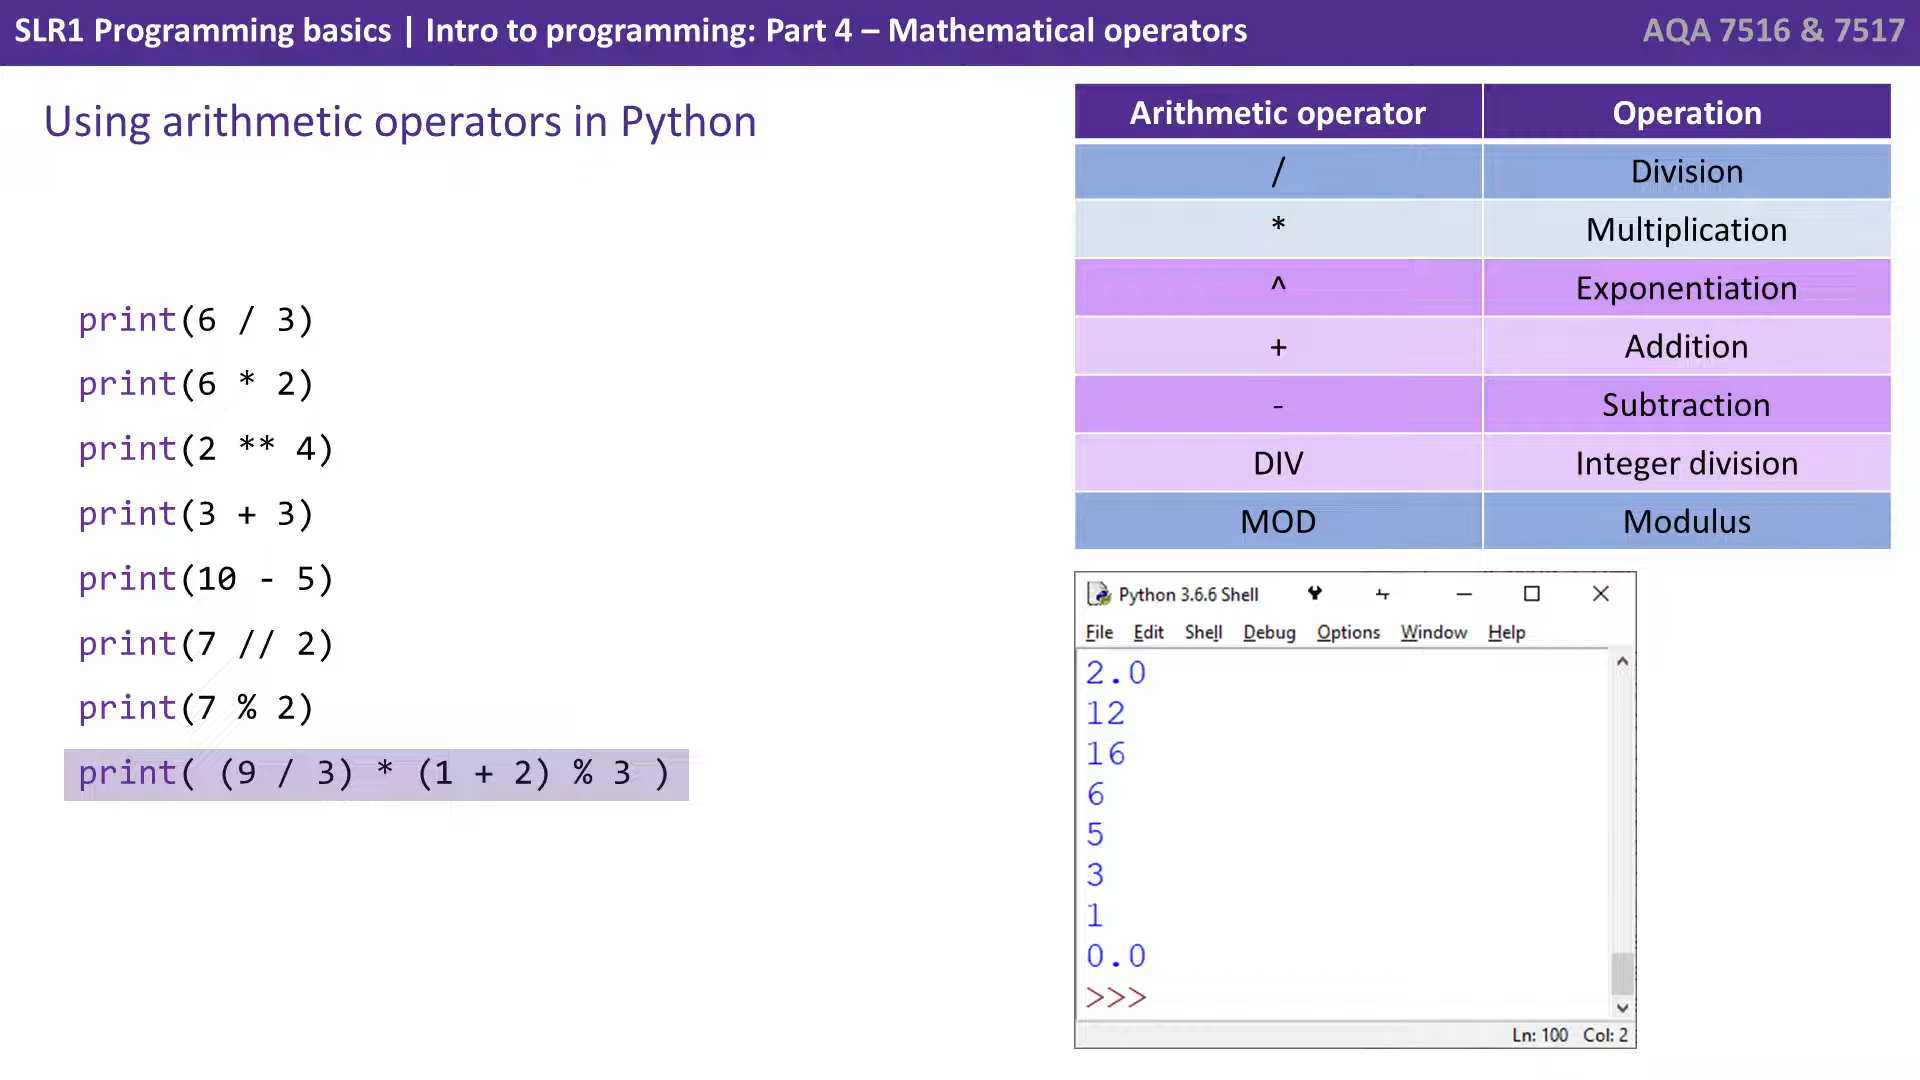 SLR1 Programming basics | Intro to programming: Part 4 – Mathematical operators
AQA 7516 & 7517
Using arithmetic operators in Python
print(6 / 3)
print(6 * 2)
print(2 ** 4)
print(3 + 3)
print(10 - 5)
print(7 // 2)
print(7 % 2)
print( (9 / 3) * (1 + 2) % 3 )
Arithmetic operator Operation
/ Division
* Multiplication
^ Exponentiation
+ Addition
- Subtraction
DIV Integer division
MOD Modulus
Python 3.6.6 Shell
File Edit Shell Debug Options Window Help
2.0
12
16
6
5
3
1
0.0
>>>
Ln: 100 Col: 2